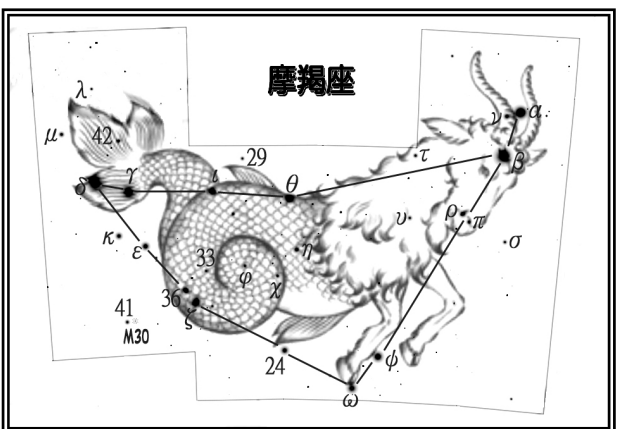 摩羯座
λ
μ
42
δ
γ
ι
29
θ
τ
ν
α
β
υ
ρ
π
σ
κ
ε
33
φ
η
χ
36
ζ
41
M30
24
ψ
ω